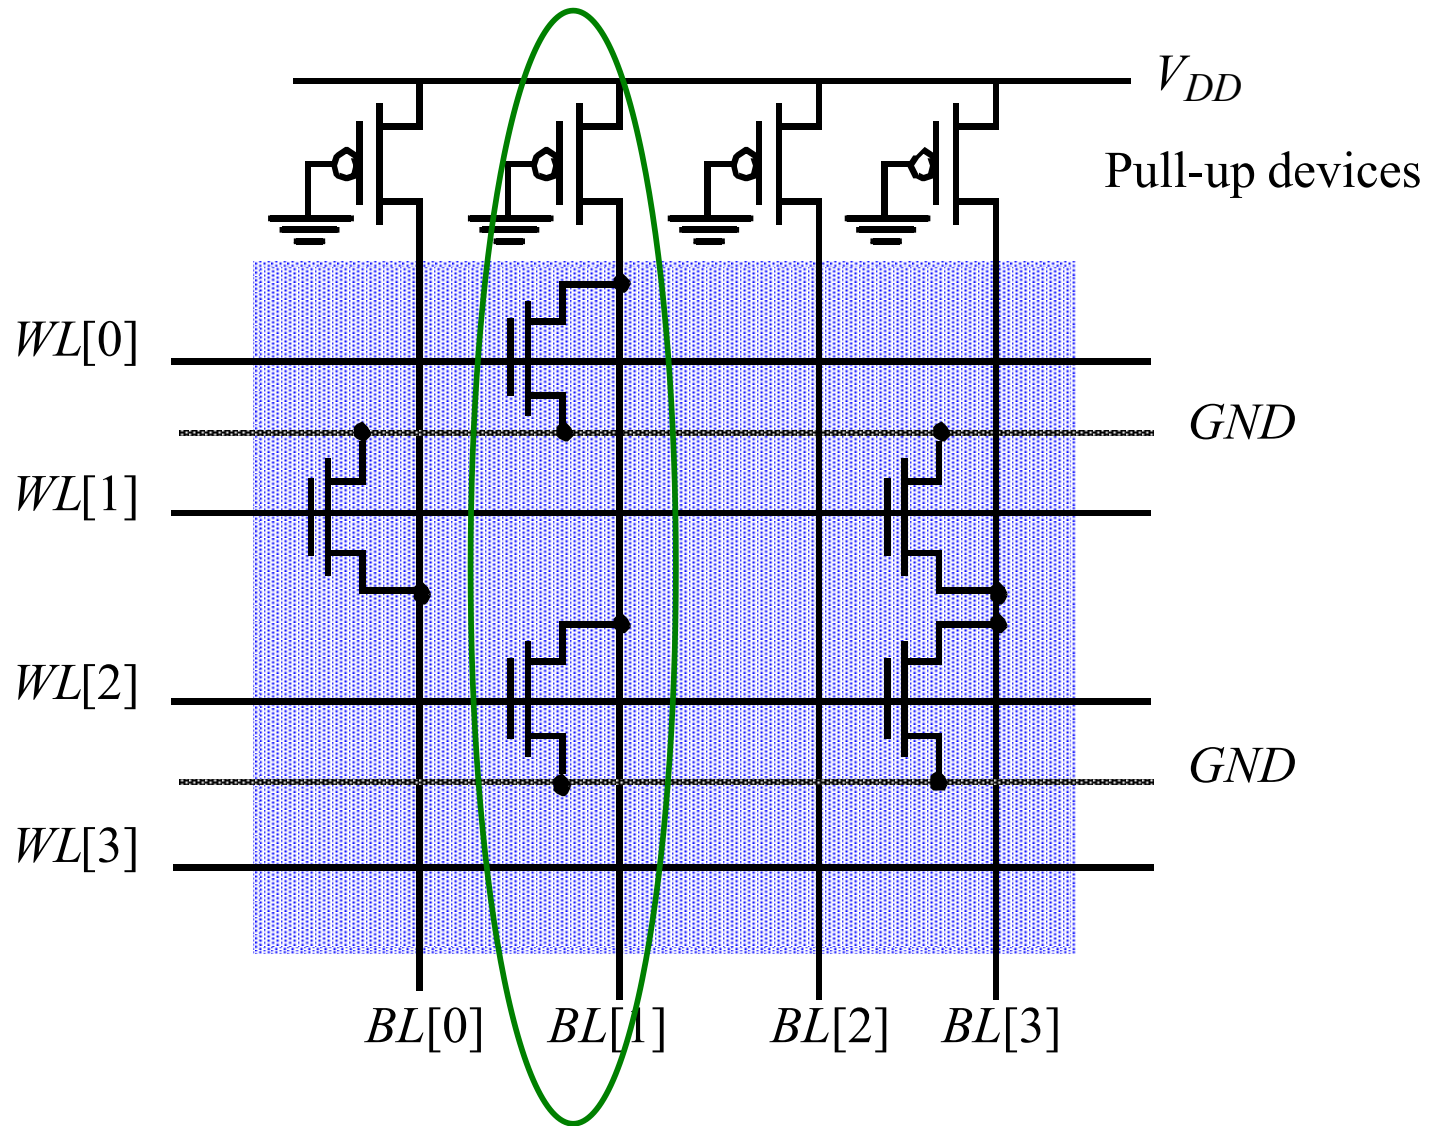 V_DD
Pull-up devices
WL[0]
GND
WL[1]
WL[2]
GND
WL[3]
BL[0] BL[1] BL[2] BL[3]